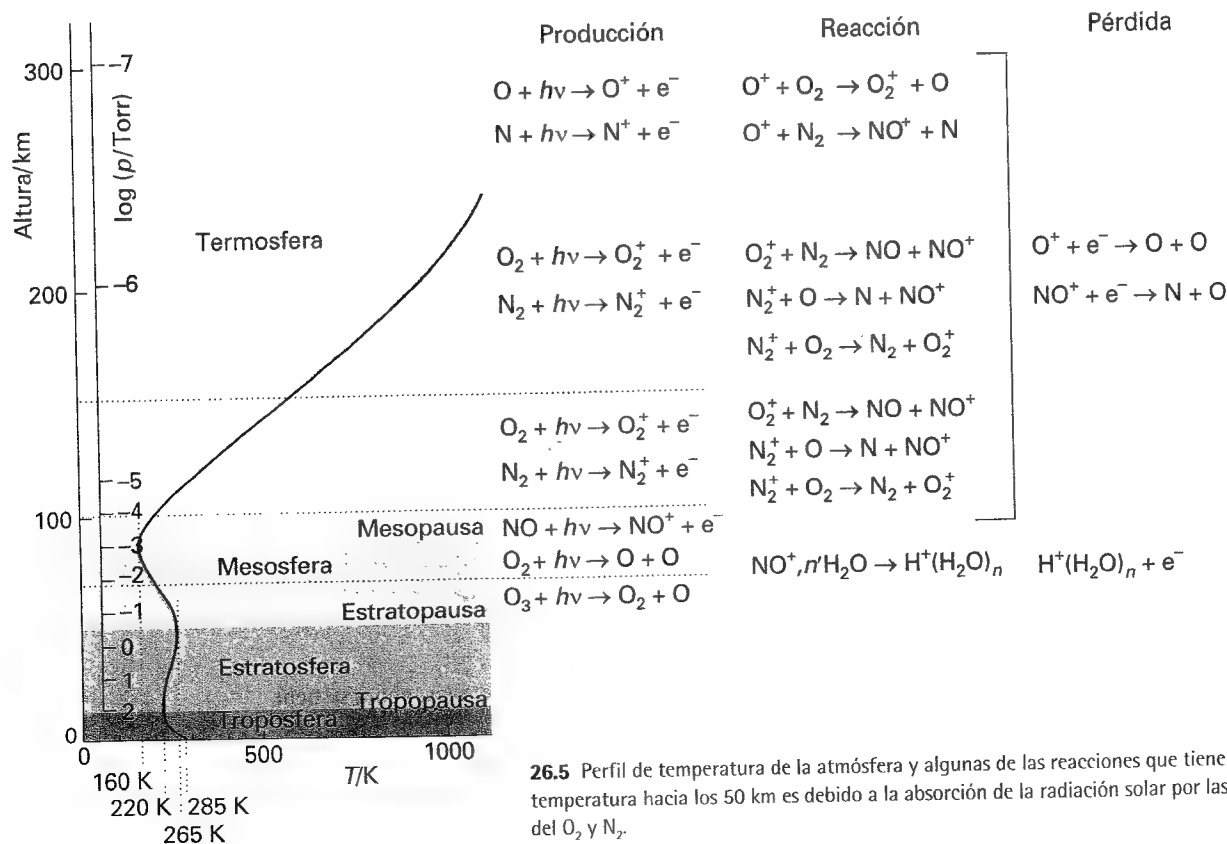 Producción Reacción Pérdida
Altura/km
log (p/Torr)
300 −7
O + hν → O⁺ + e⁻ O⁺ + O₂ → O₂⁺ + O
N + hν → N⁺ + e⁻ O⁺ + N₂ → NO⁺ + N
Termosfera
O₂ + hν → O₂⁺ + e⁻ O₂⁺ + N₂ → NO + NO⁺ O⁺ + e⁻ → O + O
200 −6 N₂ + hν → N₂⁺ + e⁻ N₂⁺ + O → N + NO⁺ NO⁺ + e⁻ → N + O
N₂⁺ + O₂ → N₂ + O₂⁺
O₂ + hν → O₂⁺ + e⁻ O₂⁺ + N₂ → NO + NO⁺
N₂ + hν → N₂⁺ + e⁻ N₂⁺ + O → N + NO⁺
−5 N₂⁺ + O₂ → N₂ + O₂⁺
100 −4 Mesopausa NO + hν → NO⁺ + e⁻
−3 Mesosfera O₂ + hν → O + O NO⁺, n'H₂O → H⁺(H₂O)ₙ H⁺(H₂O)ₙ + e⁻
−2
−1 Estratopausa O₃ + hν → O₂ + O
0
1 Estratosfera
2 Tropopausa
Troposfera
0
0 500 1000
T/K
160 K
220 K 285 K
265 K
26.5 Perfil de temperatura de la atmósfera y algunas de las reacciones que tiene
temperatura hacia los 50 km es debido a la absorción de la radiación solar por las
del O₂ y N₂.